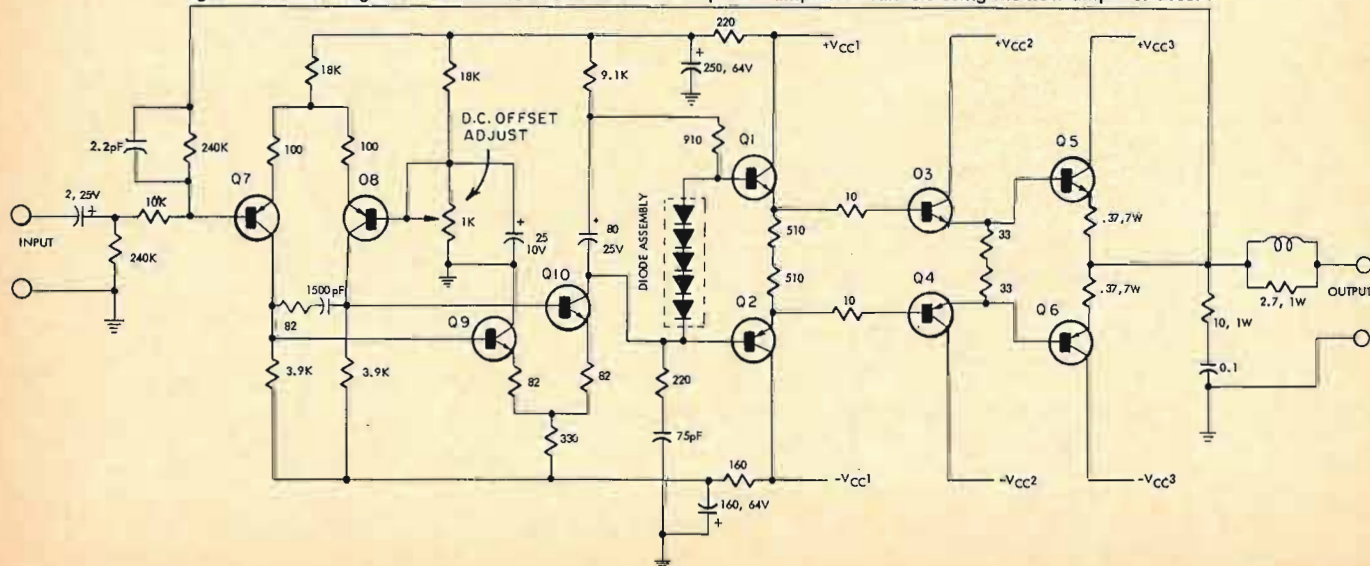 220
+VCC1
+VCC2
+VCC3
18K
18K
9.1K
250, 64V
D.C. OFFSET
ADJUST
910
Q1
2.2pF
240K
100
100
Q7
Q8
Q3
Q5
2, 25V
10K
1K
10
.37, 7W
INPUT
25
10V
80
25V
DIODE ASSEMBLY
510
33
240K
1500 pF
Q10
510
33
2.7, 1W
OUTPUT
82
Q9
Q2
10
Q4
Q6
.37, 7W
10, 1W
3.9K
3.9K
82
82
220
0.1
330
75pF
160
-VCC1
-VCC2
-VCC3
160, 64V